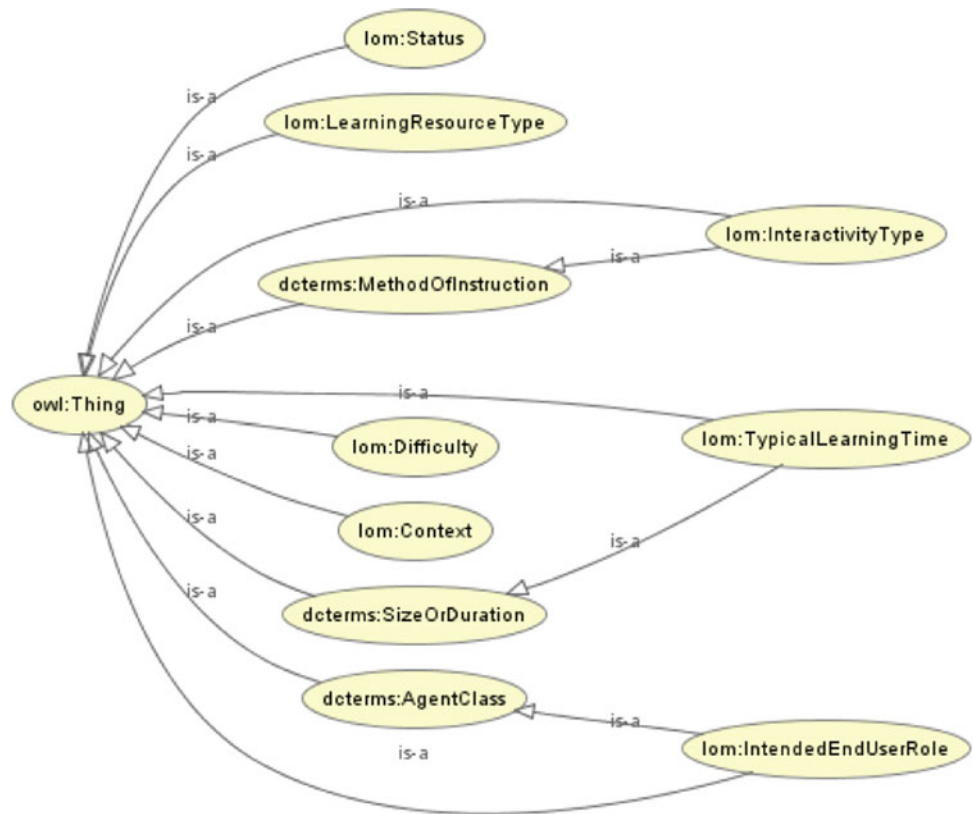 lom:Status
is-a
lom:LearningResourceType
is-a
is-a
lom:InteractivityType
is-a
dcterms:MethodOfInstruction
is-a
is-a
owl:Thing
is-a
lom:Difficulty
lom:TypicalLearningTime
is-a
lom:Context
is-a
is-a
dcterms:SizeOrDuration
is-a
dcterms:AgentClass
is-a
lom:IntendedEndUserRole
is-a